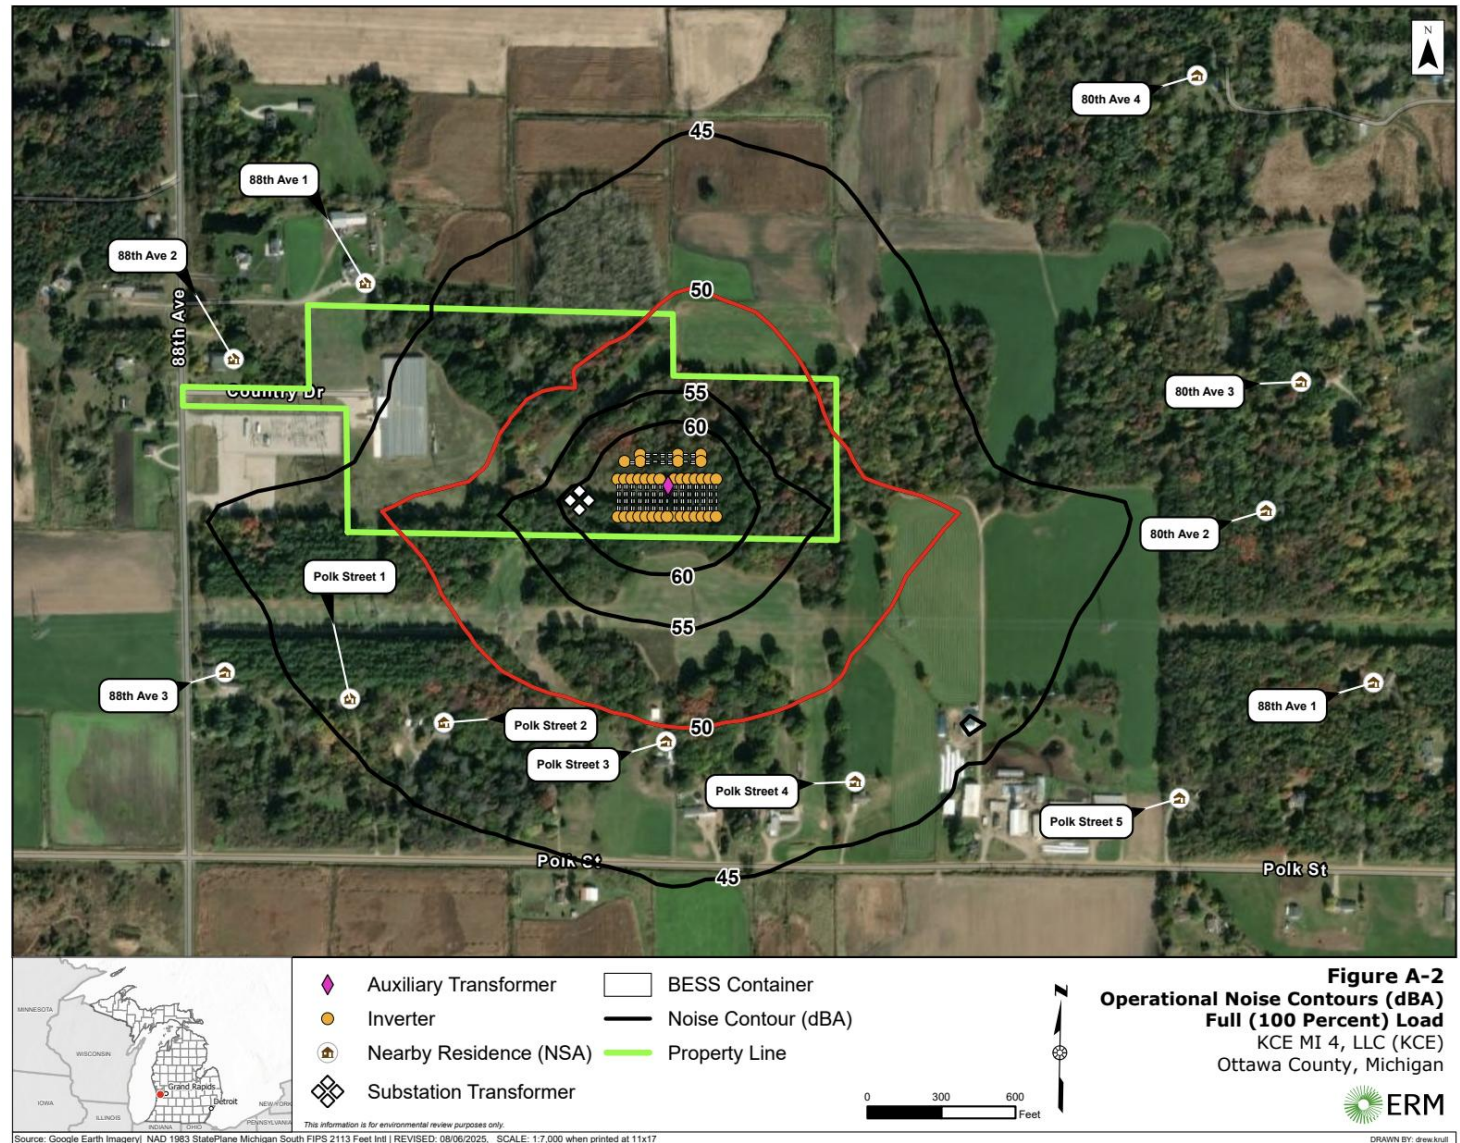 N
45
80th Ave 4
88th Ave 1
88th Ave 2
88th Ave
50
Country Dr
55
60
80th Ave 3
80th Ave 2
Polk Street 1
60
55
88th Ave 3
Polk Street 2
50
88th Ave 1
Polk Street 3
Polk Street 4
Polk Street 5
Polk St
45
Polk St
MINNESOTA
WISCONSIN
IOWA
ILLINOIS
INDIANA
OHIO
Grand Rapids
Detroit
NEW YORK
PENNSYLVANIA
Auxiliary Transformer
Inverter
Nearby Residence (NSA)
Substation Transformer
BESS Container
Noise Contour (dBA)
Property Line
This information is for environmental review purposes only.
0 300 600
Feet
N
Figure A-2
Operational Noise Contours (dBA)
Full (100 Percent) Load
KCE MI 4, LLC (KCE)
Ottawa County, Michigan
ERM
Source: Google Earth Imagery| NAD 1983 StatePlane Michigan South FIPS 2113 Feet Intl | REVISED: 08/06/2025, SCALE: 1:7,000 when printed at 11x17
DRAWN BY: drew.krull